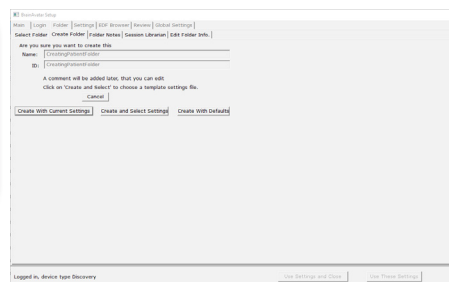 BrainAvatar Setup
Main Login Folder Settings EDF Browser Review Global Settings
Select Folder Create Folder Folder Notes Session Librarian Edit Folder Info.
Are you sure you want to create this
Name: CreatingPatientFolder
ID: CreatingPatientFolder
A comment will be added later, that you can edit
Click on 'Create and Select' to choose a template settings file.
Cancel
Create With Current Settings Create and Select Settings Create With Defaults
Logged in, device type Discovery Use Settings and Close Use These Settings